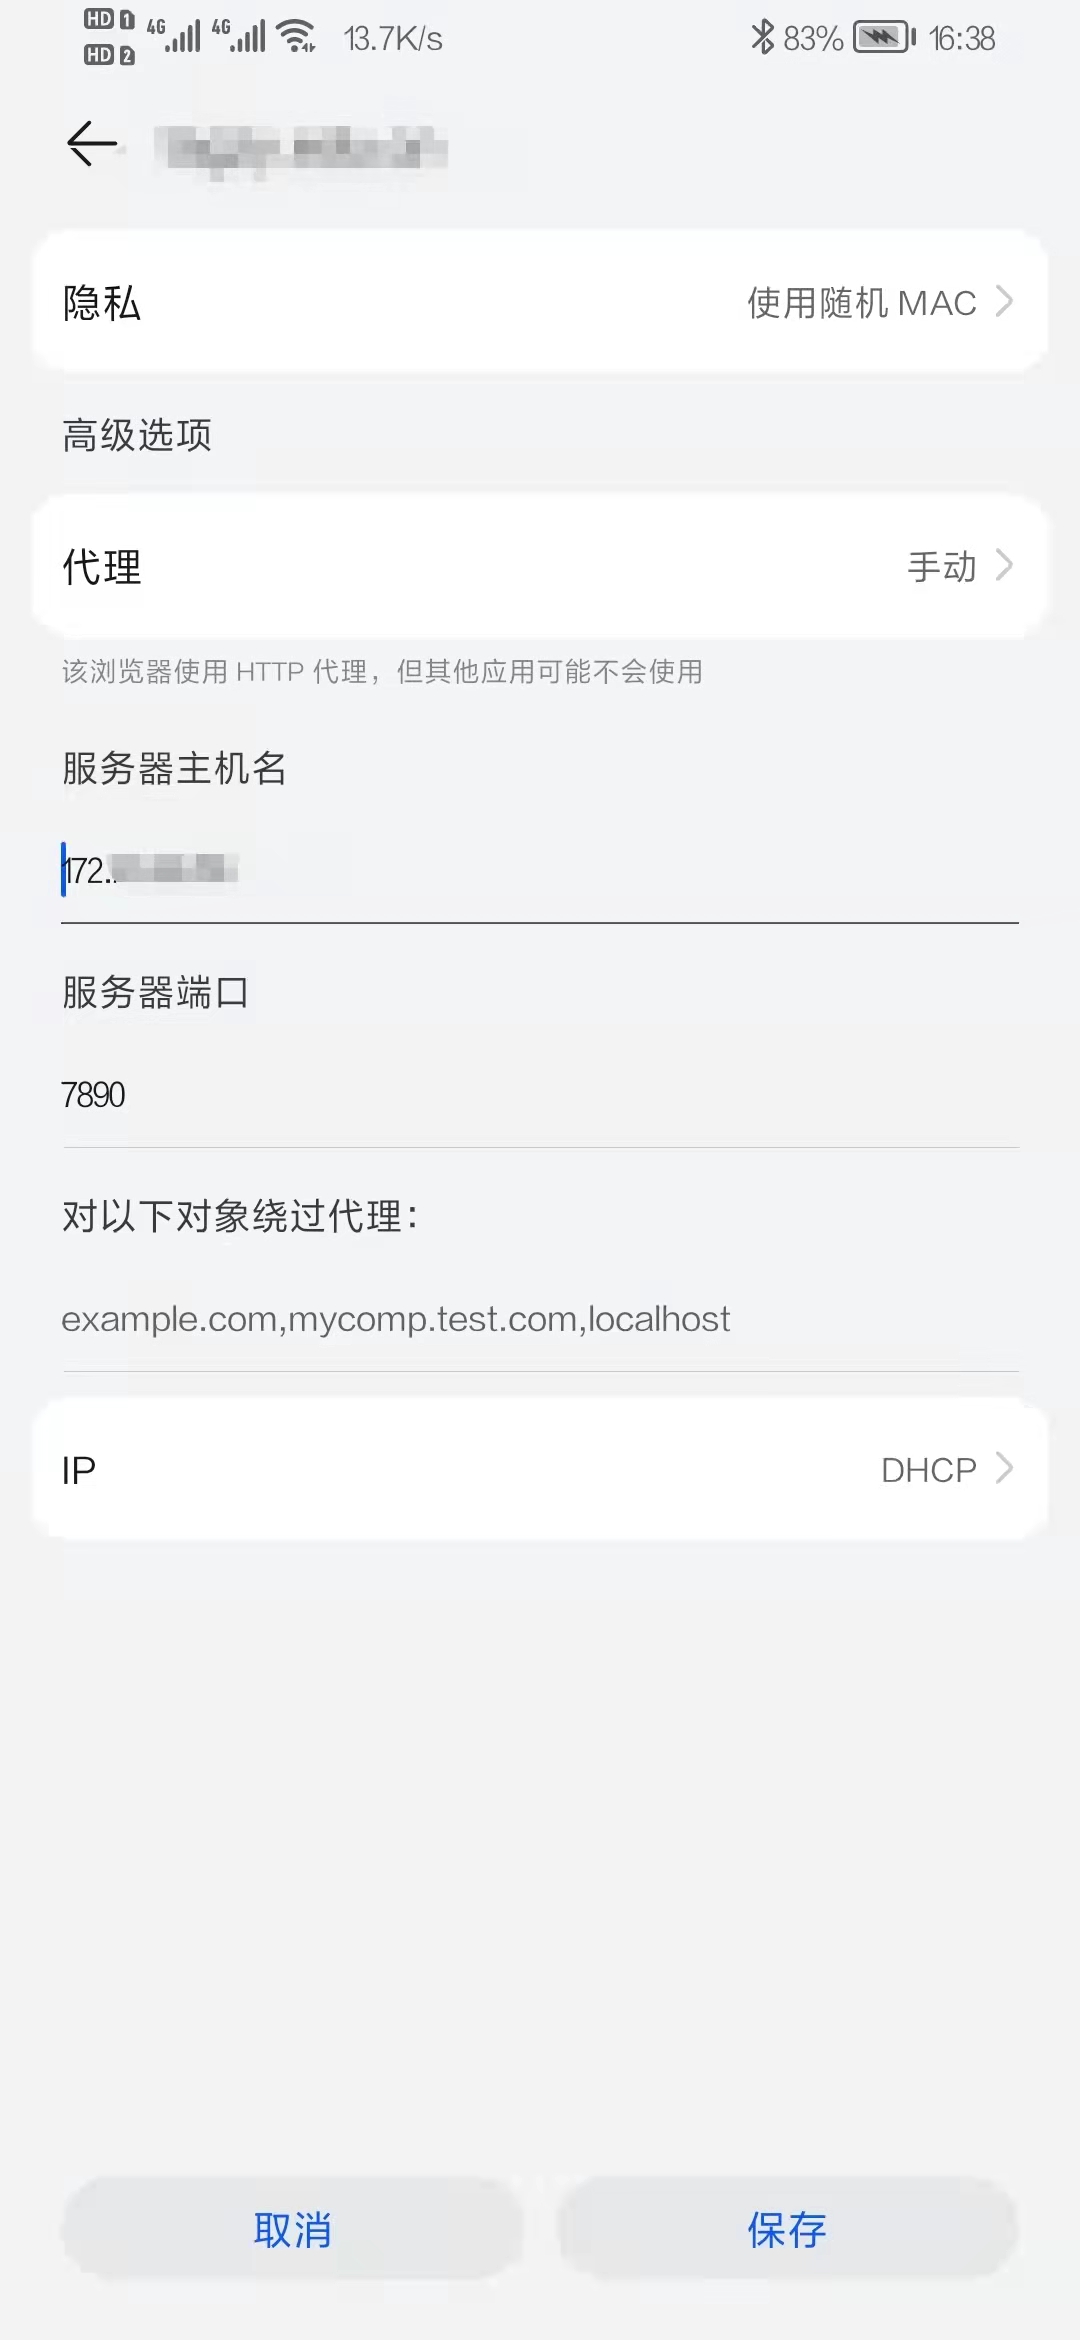 HD 1 4G 4G 13.7K/s 83% 16:38
HD 2
隐私 使用随机 MAC
高级选项
代理 手动
该浏览器使用 HTTP 代理，但其他应用可能不会使用
服务器主机名
172.
服务器端口
7890
对以下对象绕过代理：
example.com,mycomp.test.com,localhost
IP DHCP
取消 保存